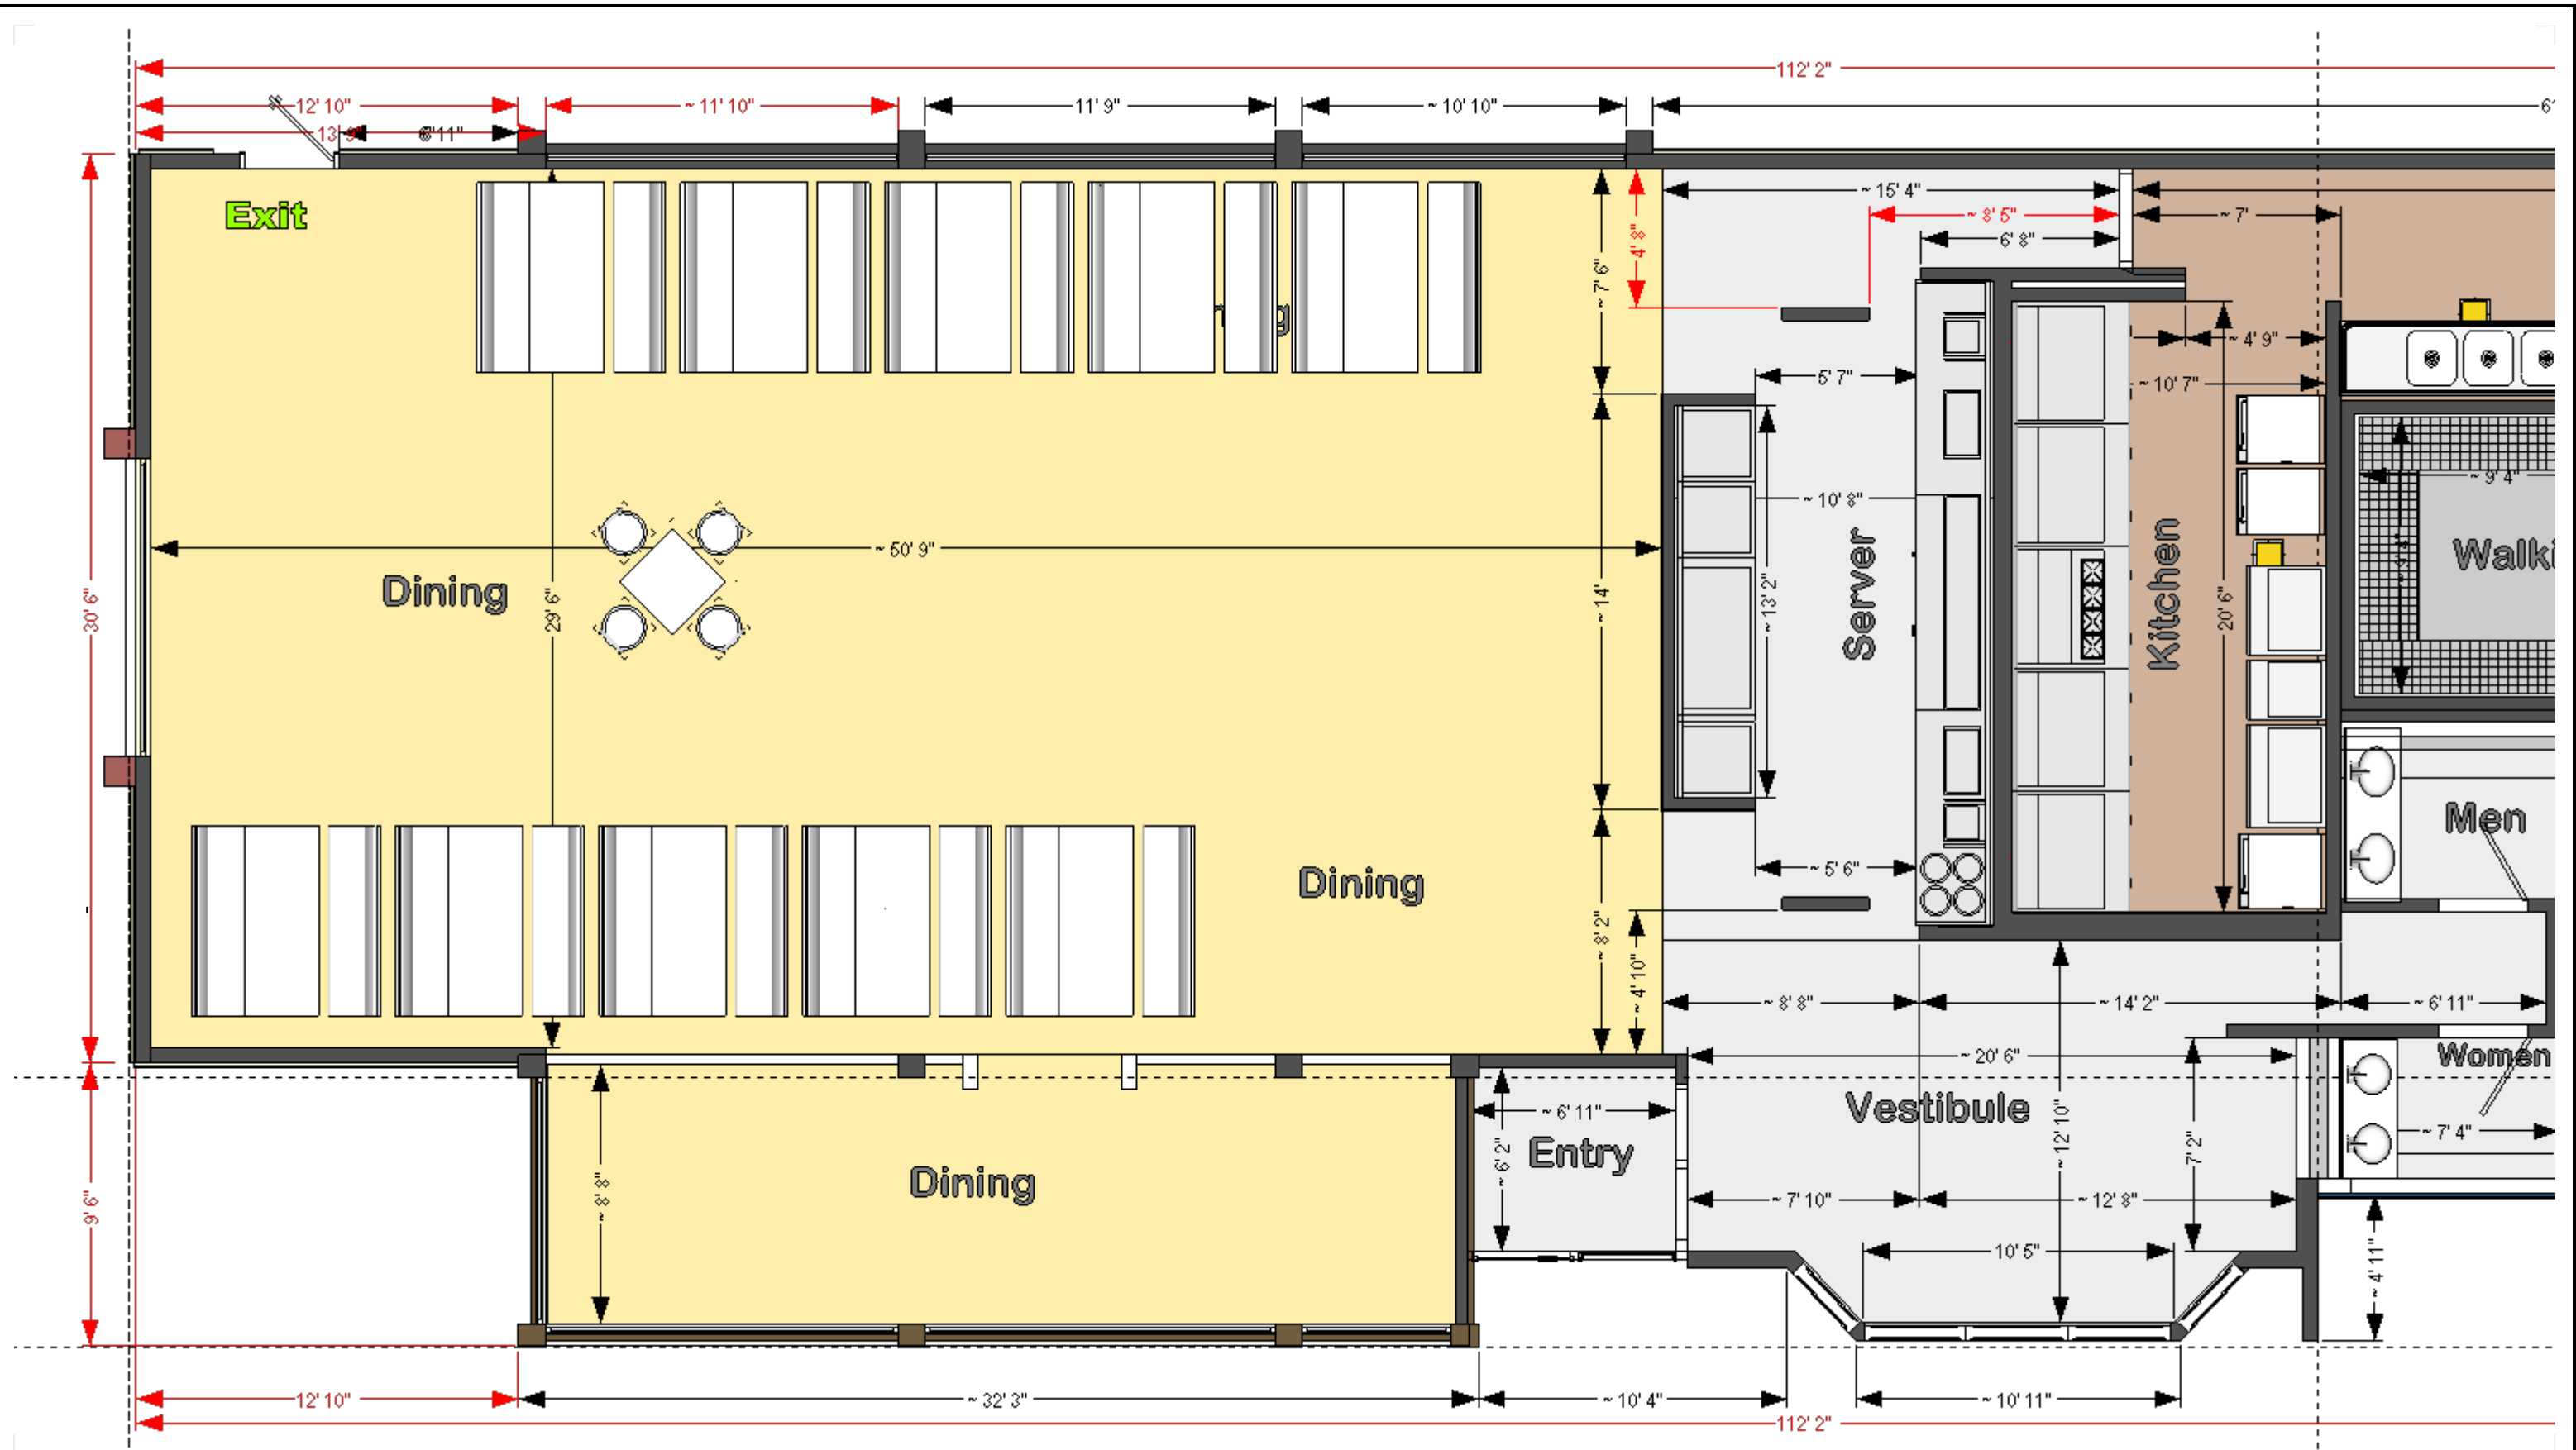 112' 2"
12' 10"
~ 11' 10"
11' 9"
~ 10' 10"
6'
6' 11"
~ 15' 4"
~ 7'
~ 8' 5"
6' 8"
Exit
4' 8"
~ 7' 6"
~ 4' 9"
5' 7"
~ 10' 7"
~ 9' 4"
~ 10' 8"
~ 50' 9"
Dining
29' 6"
30' 6"
~ 14'
~ 13' 2"
Server
Kitchen
20' 6"
Walki
Men
~ 5' 6"
Dining
~ 8' 2"
~ 4' 10"
~ 8' 8"
~ 14' 2"
~ 6' 11"
~ 20' 6"
Women
Vestibule
~ 6' 11"
Entry
~ 6' 2"
~ 12' 10"
7' 2"
~ 7' 4"
Dining
~ 8' 8"
9' 6"
~ 7' 10"
~ 12' 8"
10' 5"
~ 4' 11"
12' 10"
~ 32' 3"
~ 10' 4"
~ 10' 11"
112' 2"